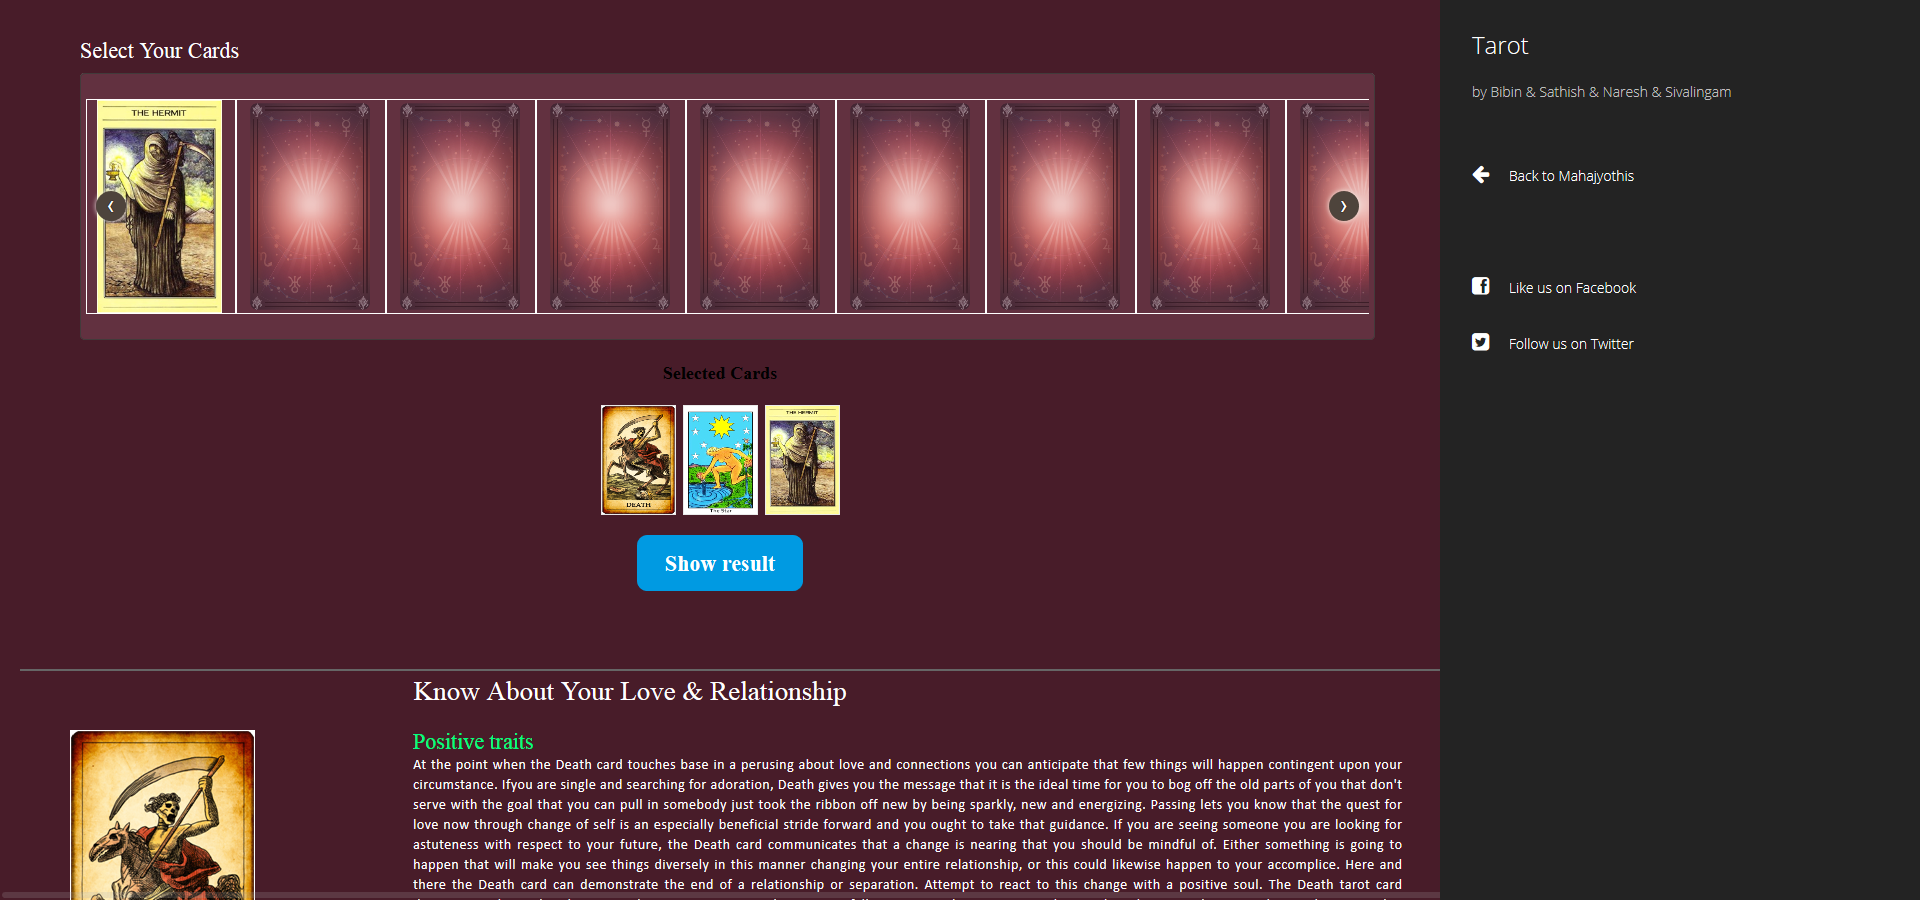 Select Your Cards
THE HERMIT
‹
›
Selected Cards
DEATH
The Star
THE HERMIT
Show result
Know About Your Love & Relationship
Positive traits
At the point when the Death card touches base in a perusing about love and connections you can anticipate that few things will happen contingent upon your
circumstance. Ifyou are single and searching for adoration, Death gives you the message that it is the ideal time for you to bog off the old parts of you that don't
serve with the goal that you can pull in somebody just took the ribbon off new by being sparkly, new and energizing. Passing lets you know that the quest for
love now through change of self is an especially beneficial stride forward and you ought to take that guidance. If you are seeing someone you are looking for
astuteness with respect to your future, the Death card communicates that a change is nearing that you should be mindful of. Either something is going to
happen that will make you see things diversely in this manner changing your entire relationship, or this could likewise happen to your accomplice. Here and
there the Death card can demonstrate the end of a relationship or separation. Attempt to react to this change with a positive soul. The Death tarot card
Tarot
by Bibin & Sathish & Naresh & Sivalingam
Back to Mahajyothis
Like us on Facebook
Follow us on Twitter